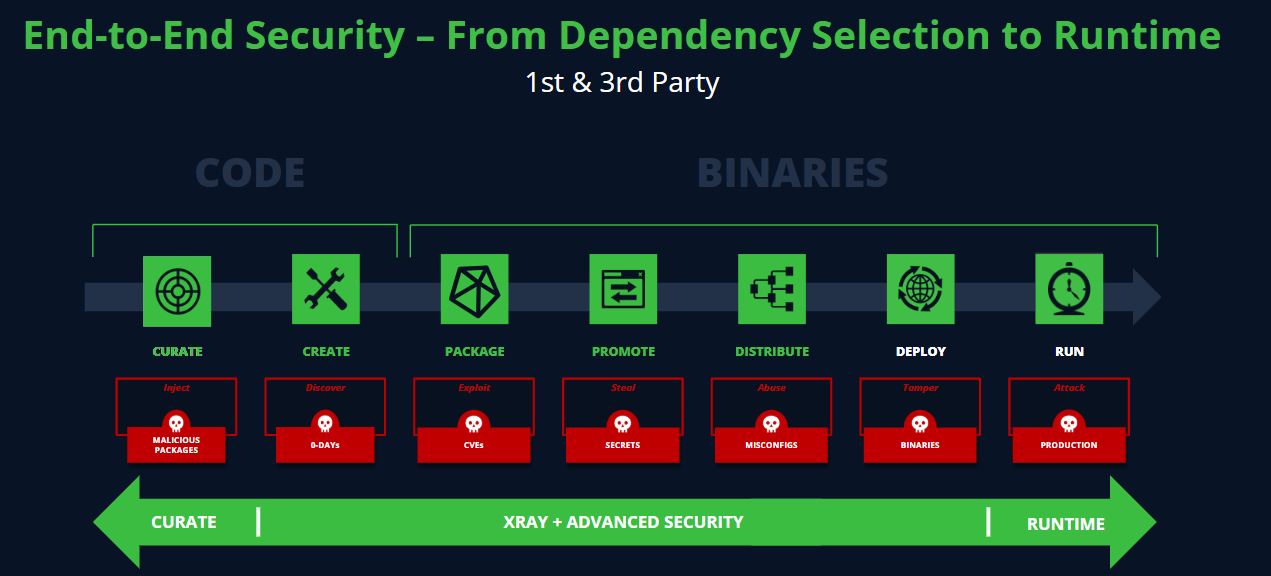 End-to-End Security – From Dependency Selection to Runtime
1st & 3rd Party
CODE
BINARIES
CURATE
CREATE
PACKAGE
PROMOTE
DISTRIBUTE
DEPLOY
RUN
Inject
Discover
Exploit
Steal
Abuse
Tamper
Attack
MALICIOUS
PACKAGES
0-DAYs
CVEs
SECRETS
MISCONFIGS
BINARIES
PRODUCTION
CURATE
XRAY + ADVANCED SECURITY
RUNTIME